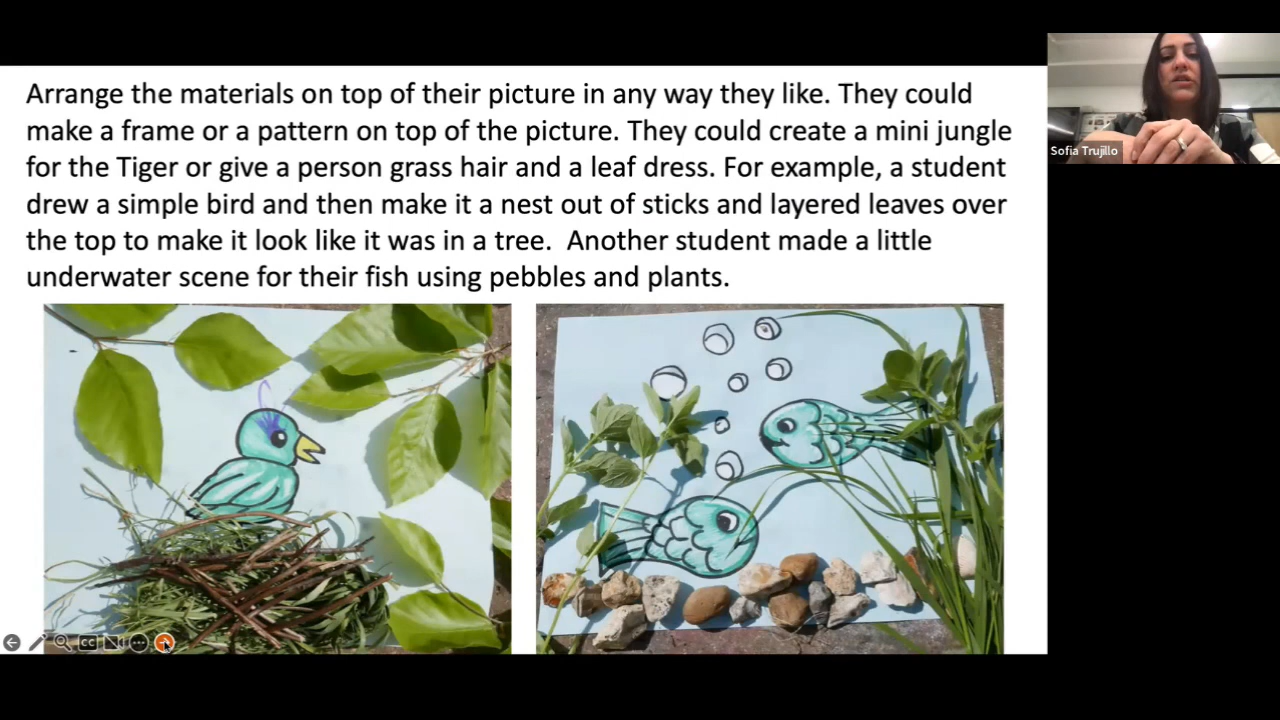 Arrange the materials on top of their picture in any way they like. They could
make a frame or a pattern on top of the picture. They could create a mini jungle
for the Tiger or give a person grass hair and a leaf dress. For example, a student
drew a simple bird and then make it a nest out of sticks and layered leaves over
the top to make it look like it was in a tree.  Another student made a little
underwater scene for their fish using pebbles and plants.
Sofia Trujillo
CC